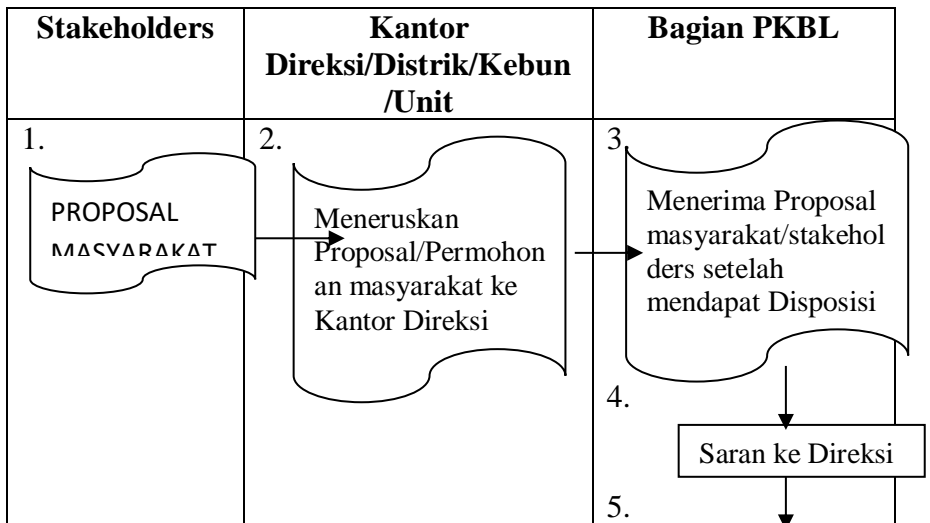 Stakeholders
Kantor
Direksi/Distrik/Kebun
/Unit
Bagian PKBL
1.
PROPOSAL
MASYARAKAT
2.
Meneruskan
Proposal/Permohon
an masyarakat ke
Kantor Direksi
3.
Menerima Proposal
masyarakat/stakehol
ders setelah
mendapat Disposisi
4.
Saran ke Direksi
5.